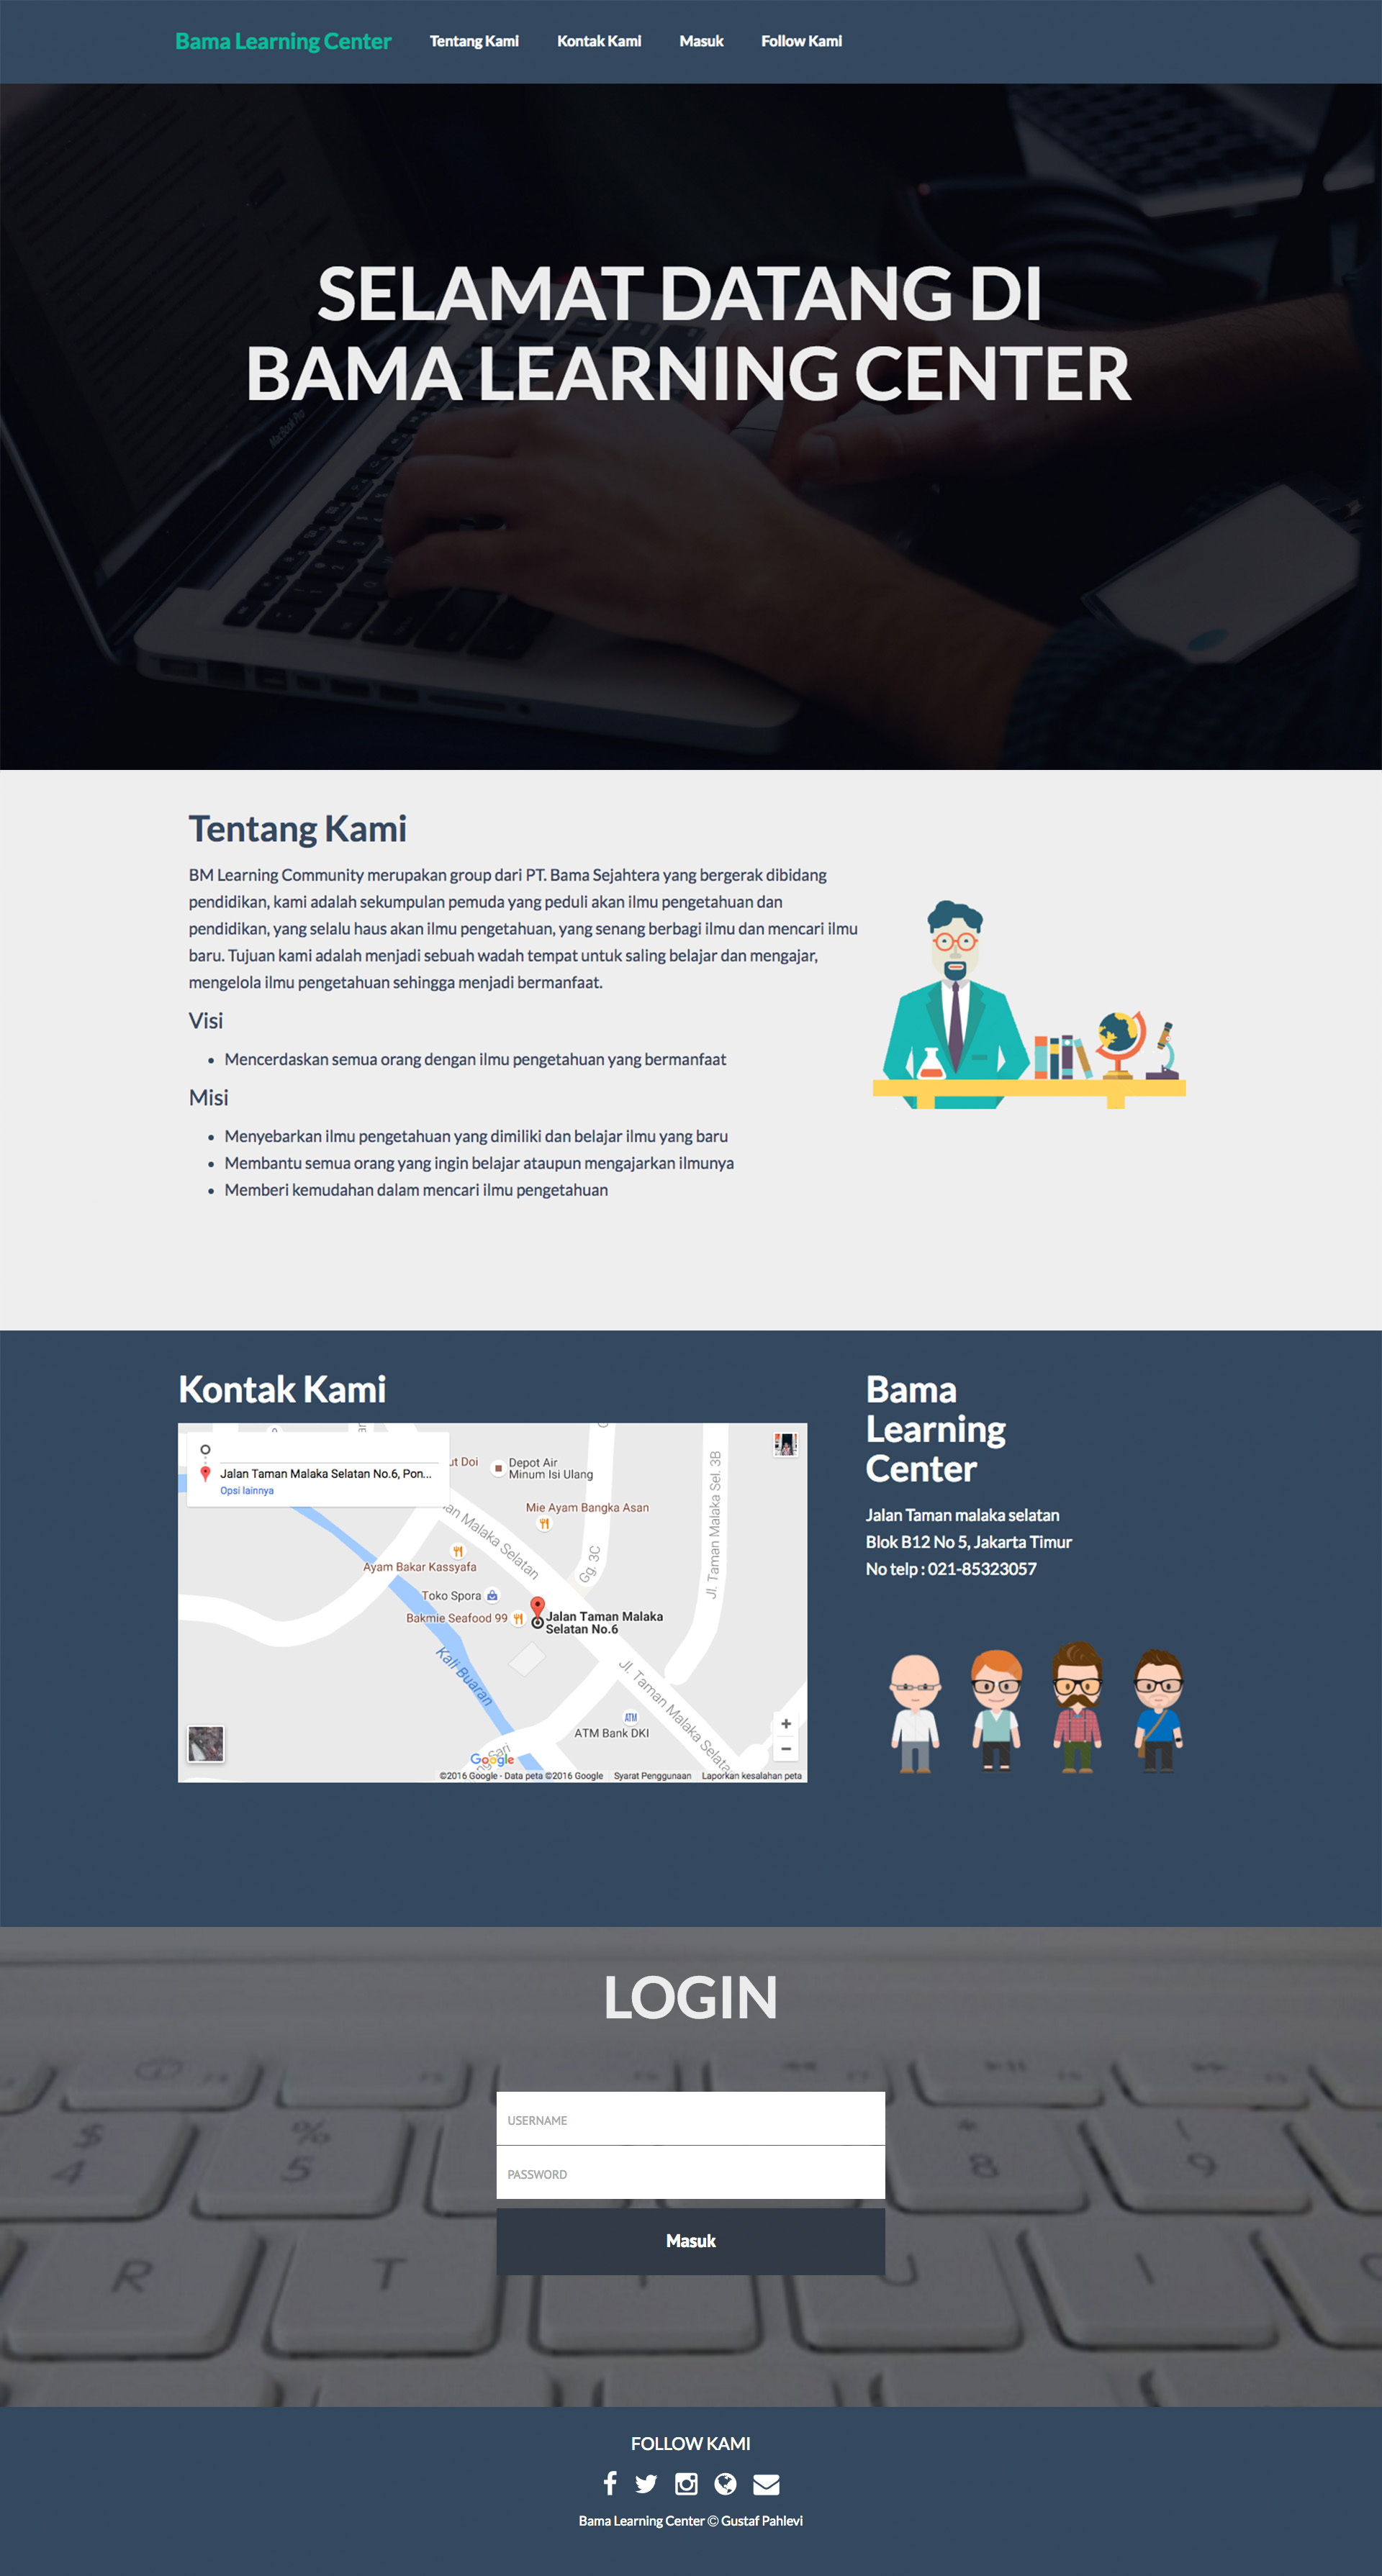 Bama Learning Center Tentang Kami Kontak Kami Masuk Follow Kami
MacBook Pro
SELAMAT DATANG DI
BAMA LEARNING CENTER
Tentang Kami
BM Learning Community merupakan group dari PT. Bama Sejahtera yang bergerak dibidang
pendidikan, kami adalah sekumpulan pemuda yang peduli akan ilmu pengetahuan dan
pendidikan, yang selalu haus akan ilmu pengetahuan, yang senang berbagi ilmu dan mencari ilmu
baru. Tujuan kami adalah menjadi sebuah wadah tempat untuk saling belajar dan mengajar,
mengelola ilmu pengetahuan sehingga menjadi bermanfaat.
Visi
• Mencerdaskan semua orang dengan ilmu pengetahuan yang bermanfaat
Misi
• Menyebarkan ilmu pengetahuan yang dimiliki dan belajar ilmu yang baru
• Membantu semua orang yang ingin belajar ataupun mengajarkan ilmunya
• Memberi kemudahan dalam mencari ilmu pengetahuan
Kontak Kami
Jalan Taman Malaka Selatan No.6, Pon...
Opsi lainnya
ut Doi
Depot Air
Minum Isi Ulang
Mie Ayam Bangka Asan
an Malaka Selatan
Gg. 3C
Jl. Taman Malaka Sel. 3B
Ayam Bakar Kassyafa
Toko Spora
Bakmie Seafood 99
Jalan Taman Malaka
Selatan No.6
Kali Buaran
Jl. Taman Malaka Selata
ATM
ATM Bank DKI
ng Sari
Google
©2016 Google - Data peta ©2016 Google Syarat Penggunaan Laporkan kesalahan peta
Bama
Learning
Center
Jalan Taman malaka selatan
Blok B12 No 5, Jakarta Timur
No telp : 021-85323057
LOGIN
USERNAME
PASSWORD
Masuk
$ 4 % 5 * 8 ( 9
R T U I
FOLLOW KAMI
Bama Learning Center © Gustaf Pahlevi